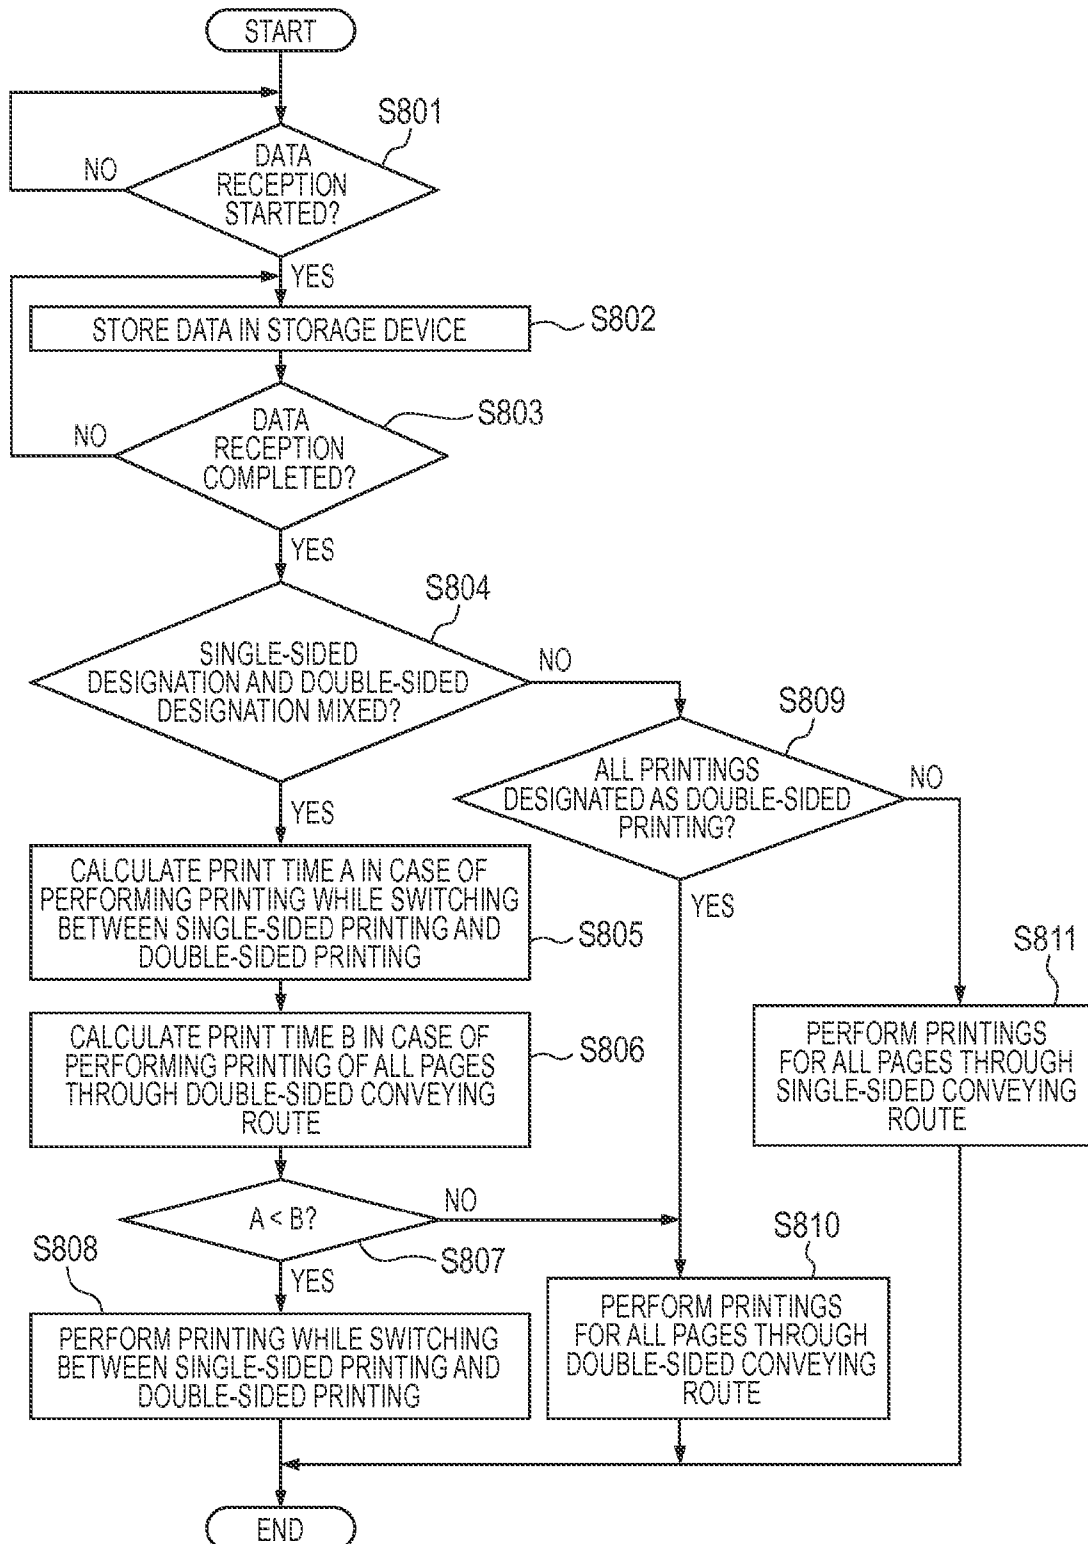 START
S801
DATA
RECEPTION
STARTED?
NO
YES
STORE DATA IN STORAGE DEVICE
S802
DATA
RECEPTION
COMPLETED?
S803
NO
YES
S804
SINGLE-SIDED
DESIGNATION AND DOUBLE-SIDED
DESIGNATION MIXED?
NO
YES
S809
ALL PRINTINGS
DESIGNATED AS DOUBLE-SIDED
PRINTING?
NO
YES
CALCULATE PRINT TIME A IN CASE OF
PERFORMING PRINTING WHILE SWITCHING
BETWEEN SINGLE-SIDED PRINTING AND
DOUBLE-SIDED PRINTING
S805
S811
PERFORM PRINTINGS
FOR ALL PAGES THROUGH
SINGLE-SIDED CONVEYING
ROUTE
CALCULATE PRINT TIME B IN CASE OF
PERFORMING PRINTING OF ALL PAGES
THROUGH DOUBLE-SIDED CONVEYING
ROUTE
S806
A < B?
NO
S807
YES
S808
PERFORM PRINTING WHILE SWITCHING
BETWEEN SINGLE-SIDED PRINTING AND
DOUBLE-SIDED PRINTING
S810
PERFORM PRINTINGS
FOR ALL PAGES THROUGH
DOUBLE-SIDED CONVEYING
ROUTE
END